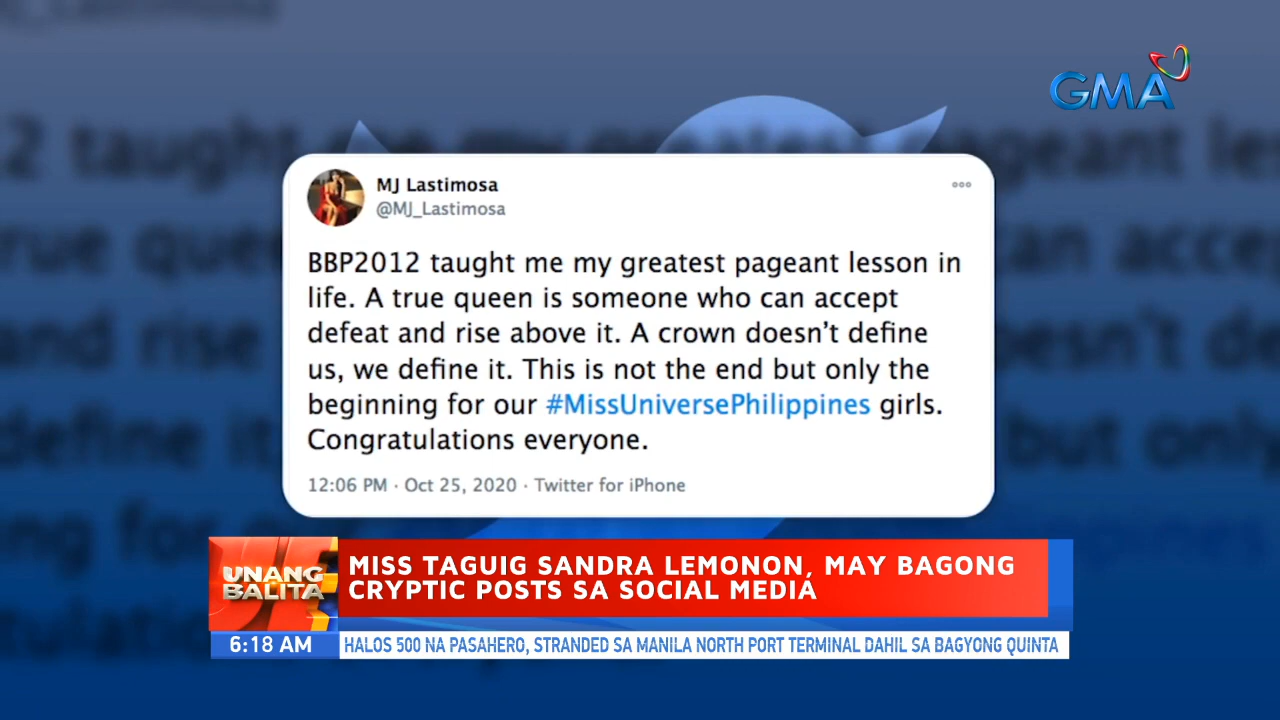 GMA
MJ Lastimosa
@MJ_Lastimosa
BBP2012 taught me my greatest pageant lesson in
life. A true queen is someone who can accept
defeat and rise above it. A crown doesn’t define
us, we define it. This is not the end but only the
beginning for our #MissUniversePhilippines girls.
Congratulations everyone.
12:06 PM · Oct 25, 2020 · Twitter for iPhone
UNANG
BALITA
MISS TAGUIG SANDRA LEMONON, MAY BAGONG
CRYPTIC POSTS SA SOCIAL MEDIA
6:18 AM
HALOS 500 NA PASAHERO, STRANDED SA MANILA NORTH PORT TERMINAL DAHIL SA BAGYONG QUINTA